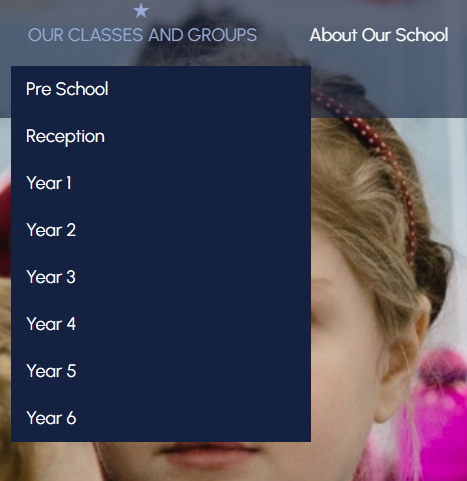 OUR CLASSES AND GROUPS
About Our School
Pre School
Reception
Year 1
Year 2
Year 3
Year 4
Year 5
Year 6